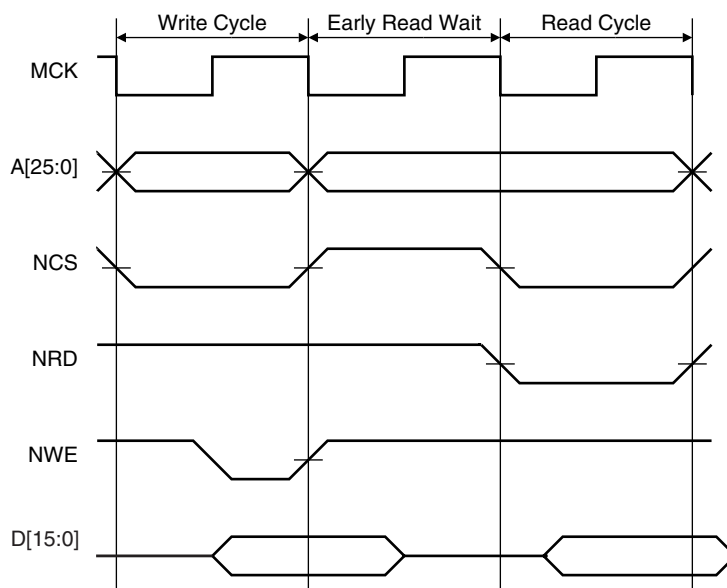 Write Cycle Early Read Wait Read Cycle
MCK
A[25:0]
NCS
NRD
NWE
D[15:0]